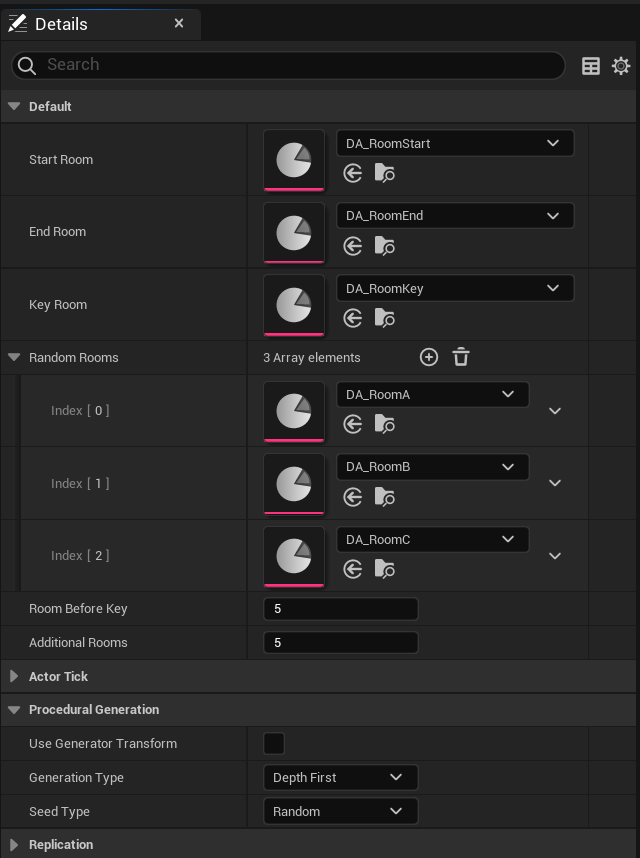 Details
Search
Default
Start Room DA_RoomStart
End Room DA_RoomEnd
Key Room DA_RoomKey
Random Rooms 3 Array elements
Index [ 0 ] DA_RoomA
Index [ 1 ] DA_RoomB
Index [ 2 ] DA_RoomC
Room Before Key 5
Additional Rooms 5
Actor Tick
Procedural Generation
Use Generator Transform
Generation Type Depth First
Seed Type Random
Replication